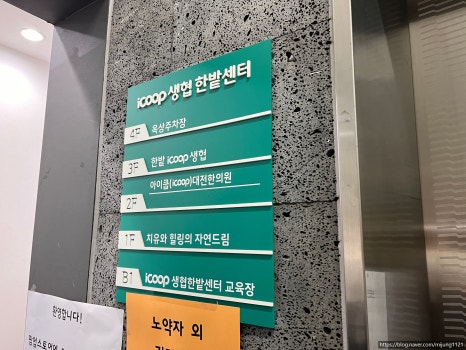 icoop 생협 한밭센터
4F 옥상주차장
3F 한밭 icoop 생협
아이쿱(icoop)대전한의원
2F
1F 치유와 힐링의 자연드림
B1 icoop 생협한밭센터 교육장
환영합니다!
노약자 외
https://blog.naver.com/mijung1121